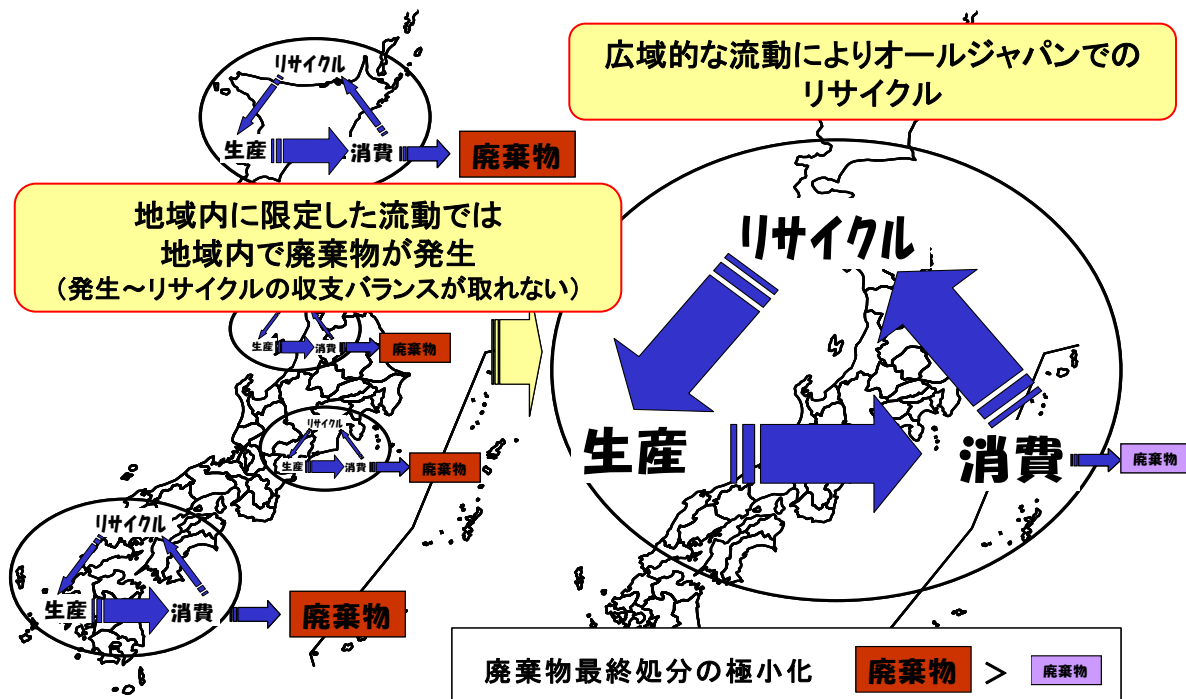 リサイクル
生産
消費
廃棄物
地域内に限定した流動では
地域内で廃棄物が発生
（発生～リサイクルの収支バランスが取れない）
生産
消費
廃棄物
リサイクル
生産
消費
廃棄物
リサイクル
生産
消費
廃棄物
広域的な流動によりオールジャパンでの
リサイクル
リサイクル
生産
消費
廃棄物
廃棄物最終処分の極小化 廃棄物 ＞ 廃棄物